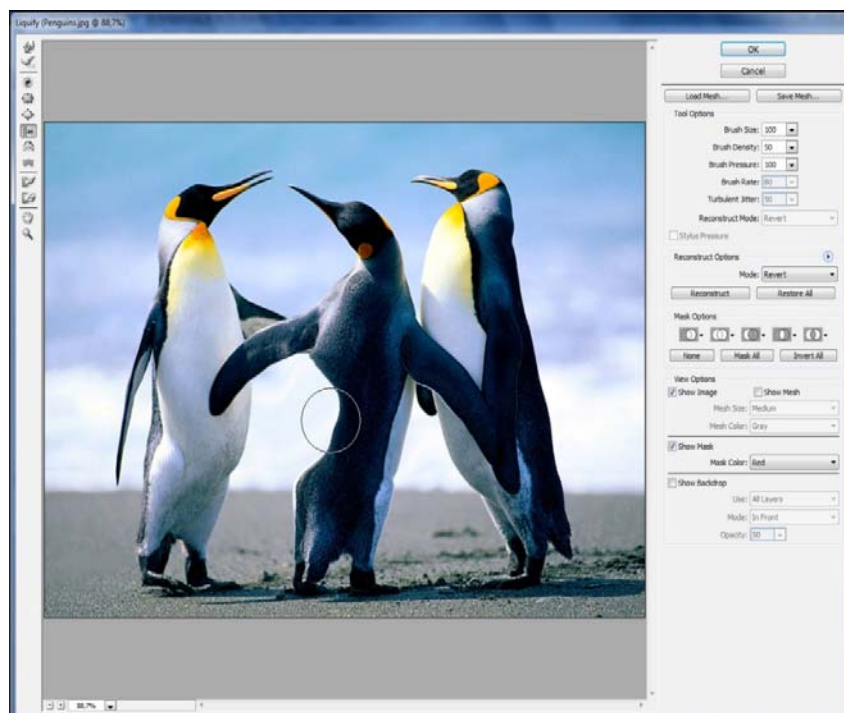 Liquify (Penguins.jpg @ 88,7%)
OK
Cancel
Load Mesh...
Save Mesh...
Tool Options
Brush Size: 100
Brush Density: 50
Brush Pressure: 100
Brush Rate: 80
Turbulent Jitter: 50
Reconstruct Mode: Revert
Stylus Pressure
Reconstruct Options
Mode: Revert
Reconstruct
Restore All
Mask Options
None
Mask All
Invert All
View Options
Show Image
Show Mesh
Mesh Size: Medium
Mesh Color: Gray
Show Mask
Mask Color: Red
Show Backdrop
Use: All Layers
Mode: In Front
Opacity: 50
88,7%